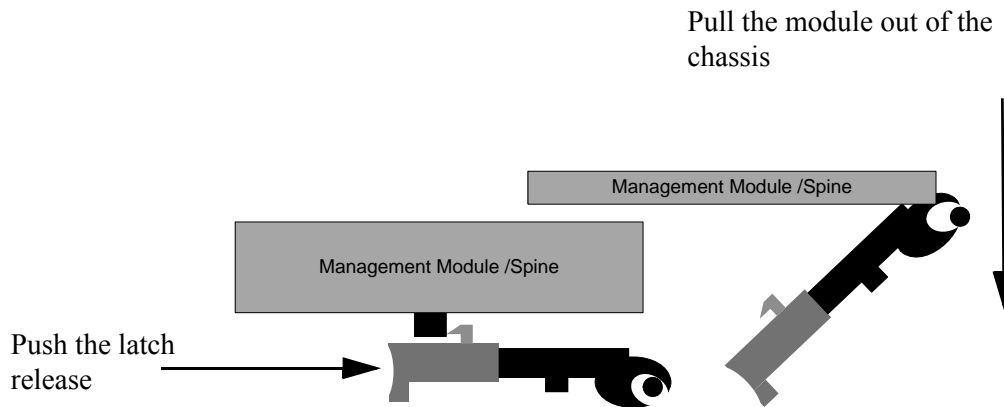 Pull the module out of the
chassis
Management Module /Spine
Management Module /Spine
Push the latch
release